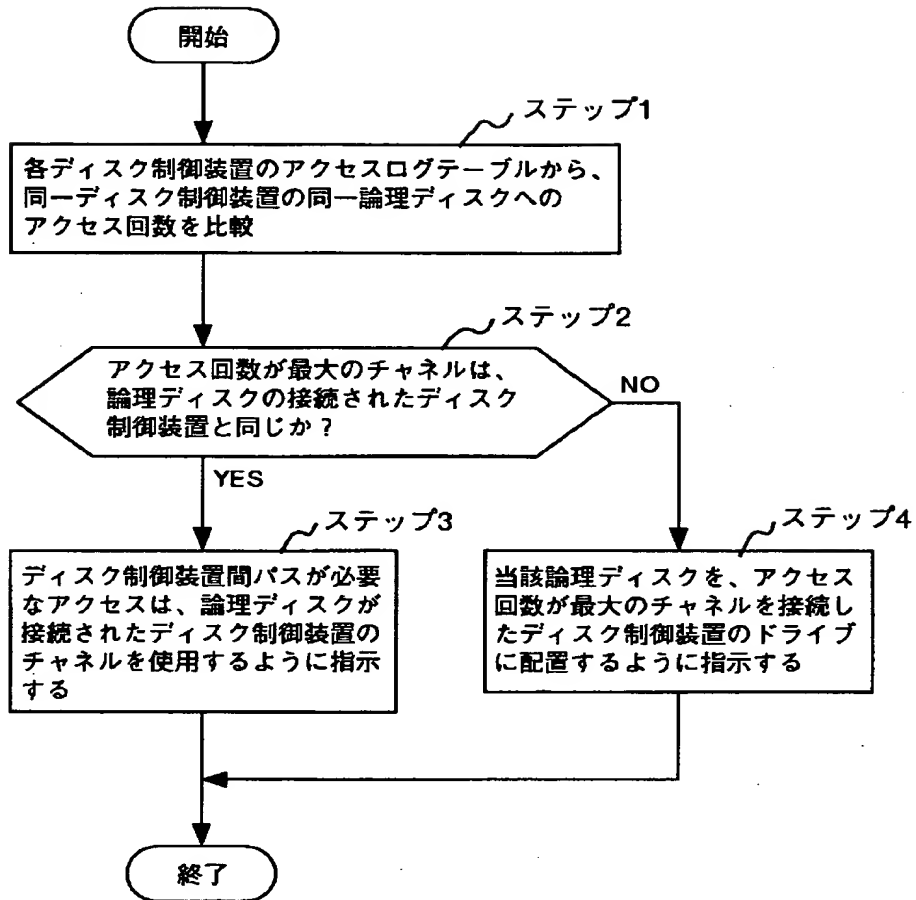 開始
ステップ1
各ディスク制御装置のアクセスログテーブルから、
同一ディスク制御装置の同一論理ディスクへの
アクセス回数を比較
ステップ2
アクセス回数が最大のチャネルは、
論理ディスクの接続されたディスク
制御装置と同じか？
NO
YES
ステップ3
ディスク制御装置間パスが必要
なアクセスは、論理ディスクが
接続されたディスク制御装置の
チャネルを使用するように指示
する
ステップ4
当該論理ディスクを、アクセス
回数が最大のチャネルを接続し
たディスク制御装置のドライブ
に配置するように指示する
終了